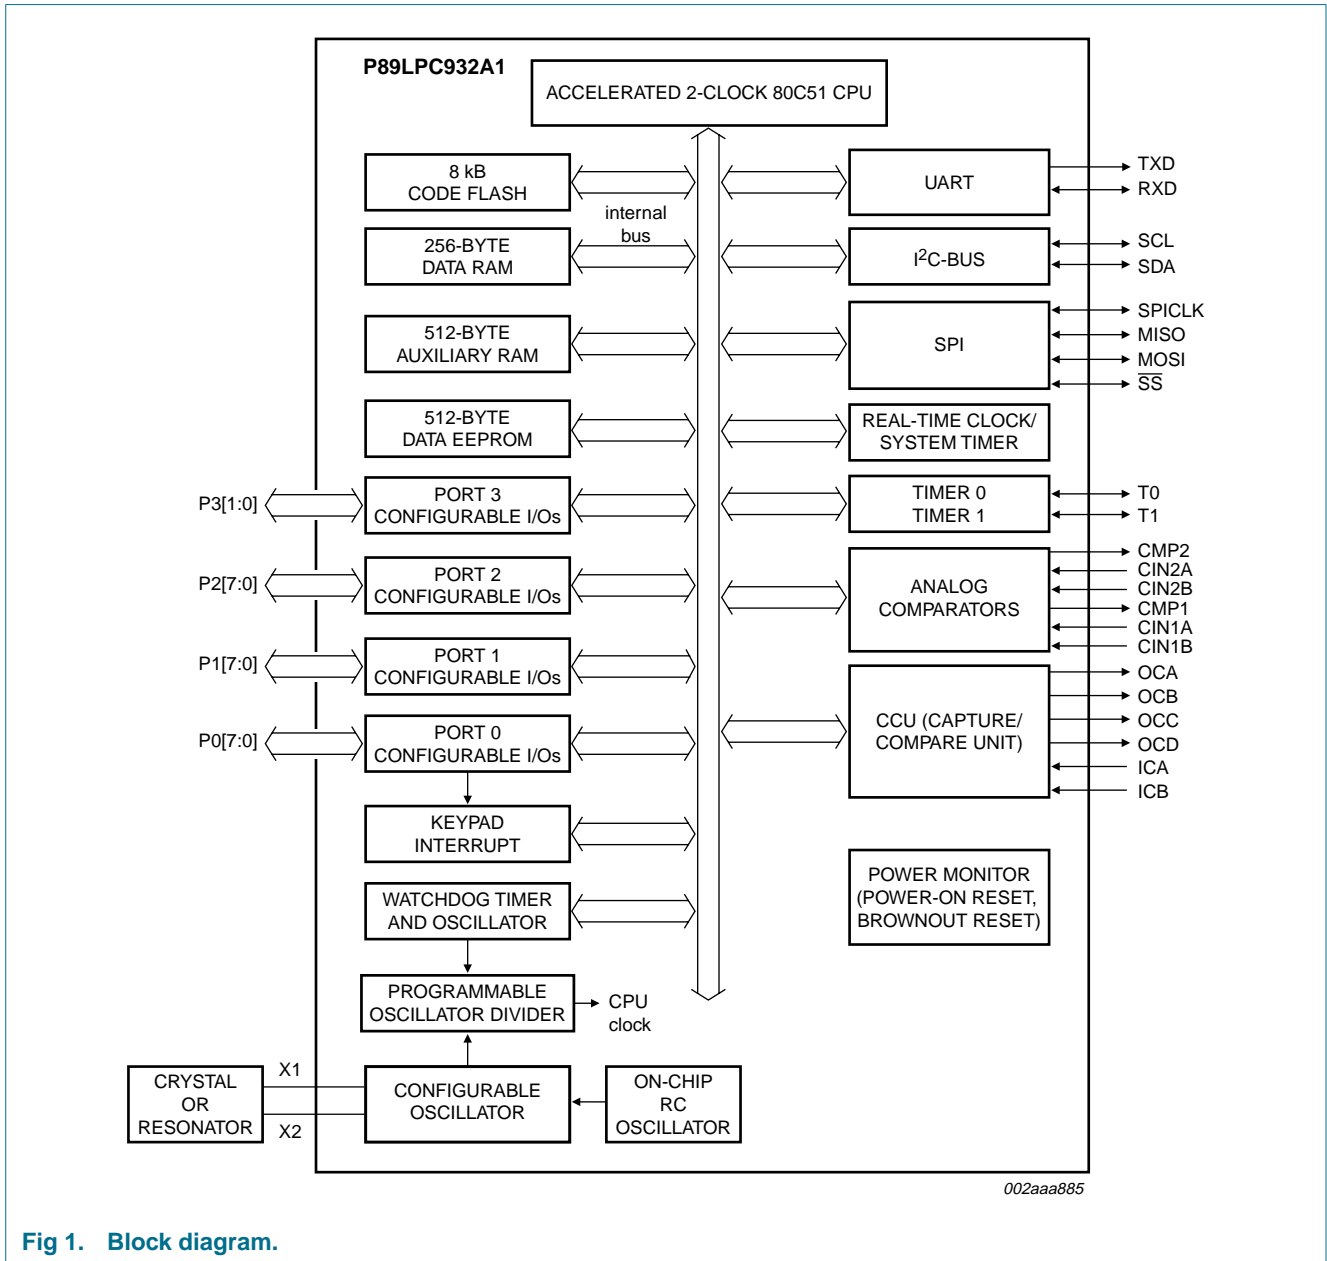 P89LPC932A1
ACCELERATED 2-CLOCK 80C51 CPU
8 kB
CODE FLASH
internal
bus
256-BYTE
DATA RAM
512-BYTE
AUXILIARY RAM
512-BYTE
DATA EEPROM
P3[1:0]
PORT 3
CONFIGURABLE I/Os
P2[7:0]
PORT 2
CONFIGURABLE I/Os
P1[7:0]
PORT 1
CONFIGURABLE I/Os
P0[7:0]
PORT 0
CONFIGURABLE I/Os
KEYPAD
INTERRUPT
WATCHDOG TIMER
AND OSCILLATOR
PROGRAMMABLE
OSCILLATOR DIVIDER
CPU
clock
CRYSTAL
OR
RESONATOR
X1
X2
CONFIGURABLE
OSCILLATOR
ON-CHIP
RC
OSCILLATOR
UART
TXD
RXD
I²C-BUS
SCL
SDA
SPI
SPICLK
MISO
MOSI
S̅S̅
REAL-TIME CLOCK/
SYSTEM TIMER
TIMER 0
TIMER 1
T0
T1
ANALOG
COMPARATORS
CMP2
CIN2A
CIN2B
CMP1
CIN1A
CIN1B
CCU (CAPTURE/
COMPARE UNIT)
OCA
OCB
OCC
OCD
ICA
ICB
POWER MONITOR
(POWER-ON RESET,
BROWNOUT RESET)
002aaa885
Fig 1. Block diagram.